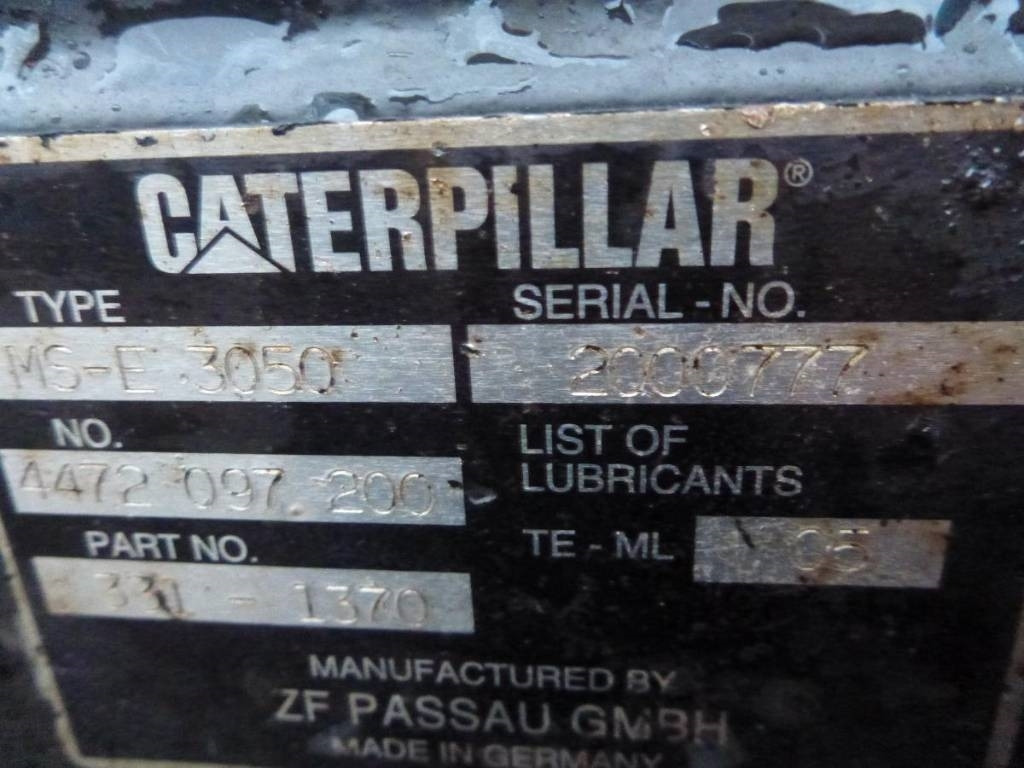 CATERPILLAR®
TYPE
SERIAL - NO.
MS-E 3050
2000777
NO.
LIST OF
LUBRICANTS
4472 097.200
PART NO.
TE - ML 05
331 - 1370
MANUFACTURED BY
ZF PASSAU GMBH
MADE IN GERMANY